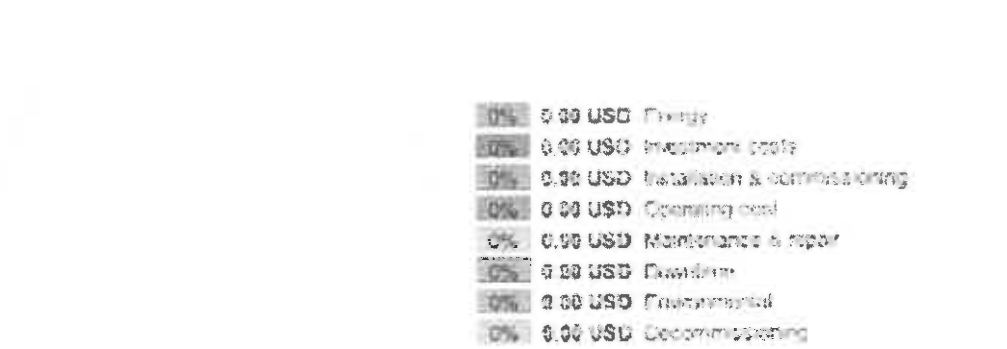 0% 0.00 USD Energy
0% 0.00 USD Investment costs
0% 0.00 USD Installation & commissioning
0% 0.00 USD Operating cost
0% 0.00 USD Maintenance & repair
0% 0.00 USD Downtime
0% 0.00 USD Environmental
0% 0.00 USD Decommissioning